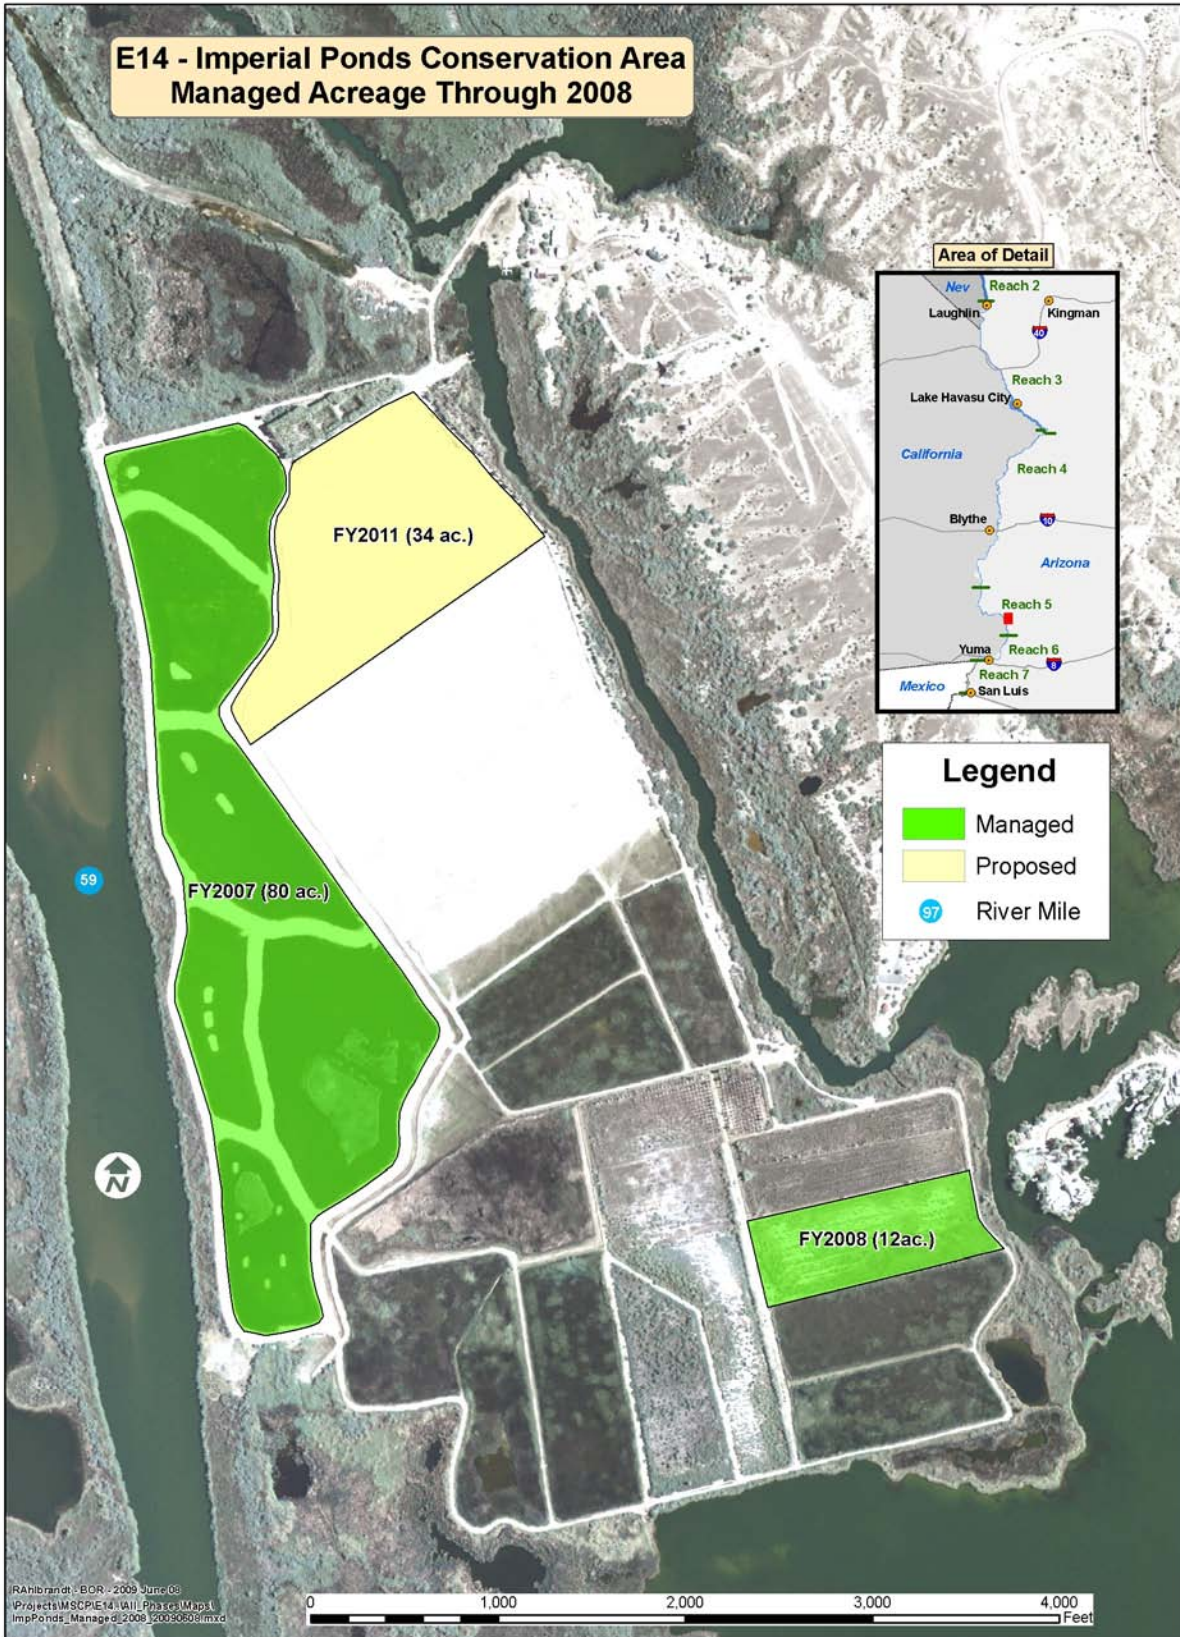 E14 - Imperial Ponds Conservation Area
Managed Acreage Through 2008
Area of Detail
Nev
Reach 2
Laughlin
Kingman
40
Reach 3
Lake Havasu City
California
Reach 4
Blythe
10
Arizona
Reach 5
Yuma
Reach 6
8
Reach 7
Mexico
San Luis
FY2011 (34 ac.)
Legend
Managed
Proposed
97 River Mile
59
FY2007 (80 ac.)
N
FY2008 (12ac.)
RAhlbrandt - BOR - 2009 June 08
ImpPonds_Managed_2008_20090608.mxd
0 1,000 2,000 3,000 4,000
Feet